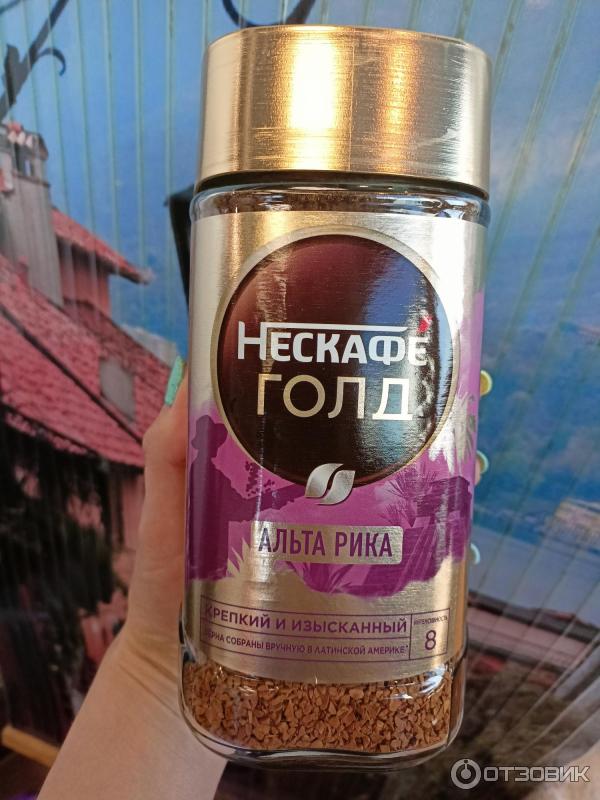 НЕСКАФЕ
ГОЛД
АЛЬТА РИКА
КРЕПКИЙ И ИЗЫСКАННЫЙ
ЗЕРНА СОБРАНЫ ВРУЧНУЮ В ЛАТИНСКОЙ АМЕРИКЕ*
ИНТЕНСИВНОСТЬ
8
ОТЗОВИК